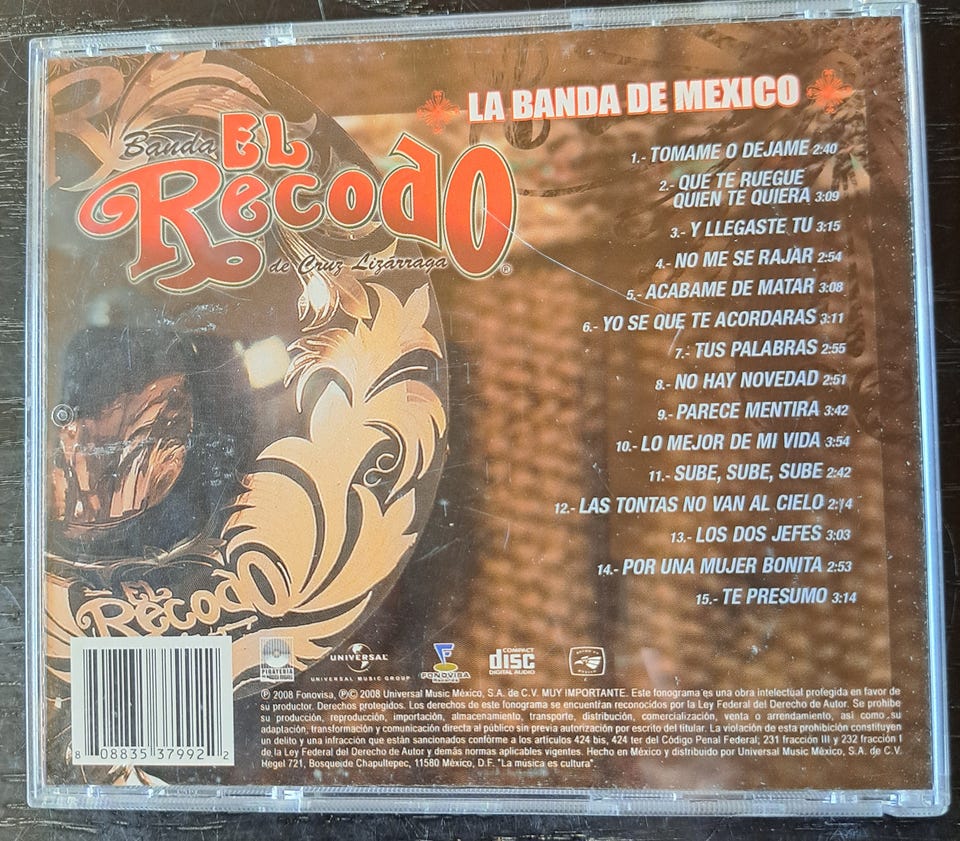 LA BANDA DE MEXICO
Banda
EL
Recodo
de Cruz Lizárraga ®
1.- TOMAME O DEJAME 2:40
2.- QUE TE RUEGUE
QUIEN TE QUIERA 3:09
3.- Y LLEGASTE TU 3:15
4.- NO ME SE RAJAR 2:54
5.- ACABAME DE MATAR 3:08
6.- YO SE QUE TE ACORDARAS 3:11
7.- TUS PALABRAS 2:55
8.- NO HAY NOVEDAD 2:51
9.- PARECE MENTIRA 3:42
10.- LO MEJOR DE MI VIDA 3:54
11.- SUBE, SUBE, SUBE 2:42
12.- LAS TONTAS NO VAN AL CIELO 2:14
13.- LOS DOS JEFES 3:03
14.- POR UNA MUJER BONITA 2:53
15.- TE PRESUMO 3:14
EL
RECODO
PIRATERIA
UNIVERSAL
UNIVERSAL MUSIC GROUP
FONOVISA
Records
COMPACT
disc
DIGITAL AUDIO
HECHO EN
MEXICO
℗ 2008 Fonovisa, ℗© 2008 Universal Music México, S.A. de C.V. MUY IMPORTANTE. Este fonograma es una obra intelectual protegida en favor de
su productor. Derechos protegidos. Los derechos de este fonograma se encuentran reconocidos por la Ley Federal del Derecho de Autor. Se prohibe
su producción, reproducción, importación, almacenamiento, transporte, distribución, comercialización, venta o arrendamiento, así como su
adaptación, transformación y comunicación directa al público sin previa autorización por escrito del titular. La violación de esta prohibición constituyen
un delito y una infracción que están sancionados conforme a los artículos 424 bis, 424 ter del Código Penal Federal; 231 fracción III y 232 fracción I
de la Ley Federal del Derecho de Autor y demás normas aplicables vigentes. Hecho en México y distribuido por Universal Music México, S.A. de C.V.
Hegel 721, Bosquede Chapultepec, 11580 México, D.F. "La música es cultura".
8 08835 37992 2